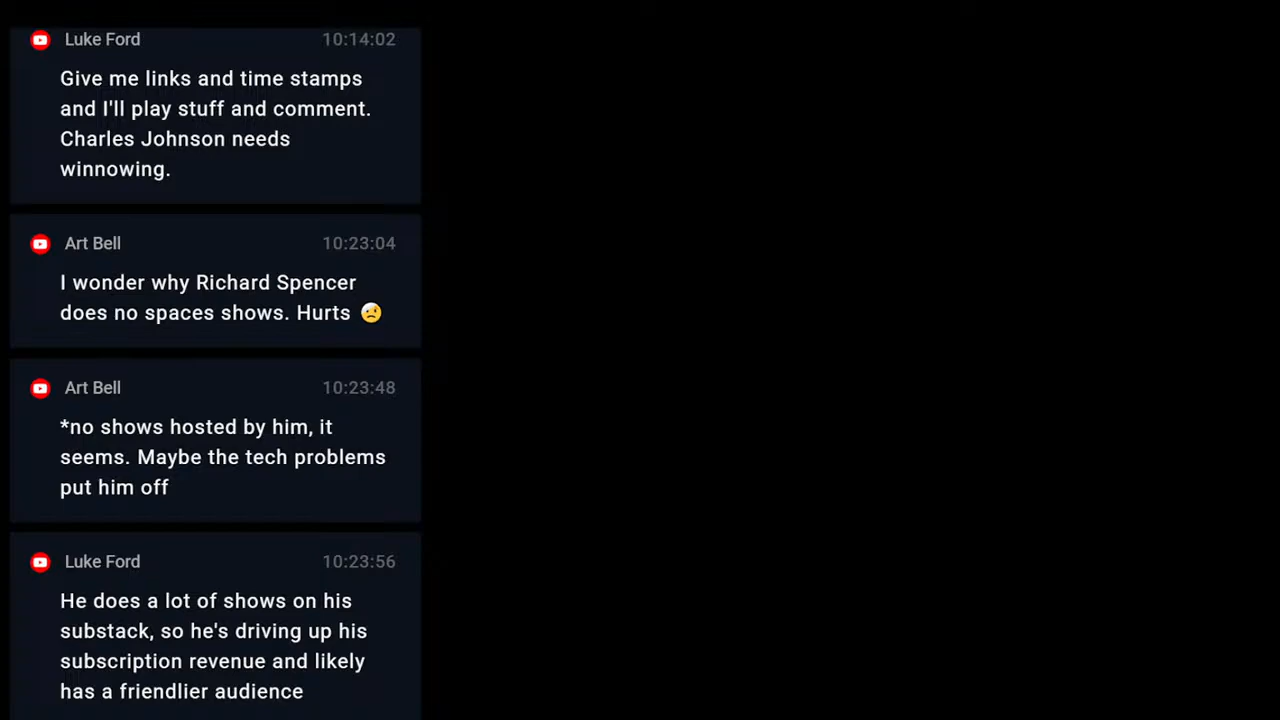 Luke Ford 10:14:02
Give me links and time stamps
and I'll play stuff and comment.
Charles Johnson needs
winnowing.
Art Bell 10:23:04
I wonder why Richard Spencer
does no spaces shows. Hurts 🤕
Art Bell 10:23:48
*no shows hosted by him, it
seems. Maybe the tech problems
put him off
Luke Ford 10:23:56
He does a lot of shows on his
substack, so he's driving up his
subscription revenue and likely
has a friendlier audience